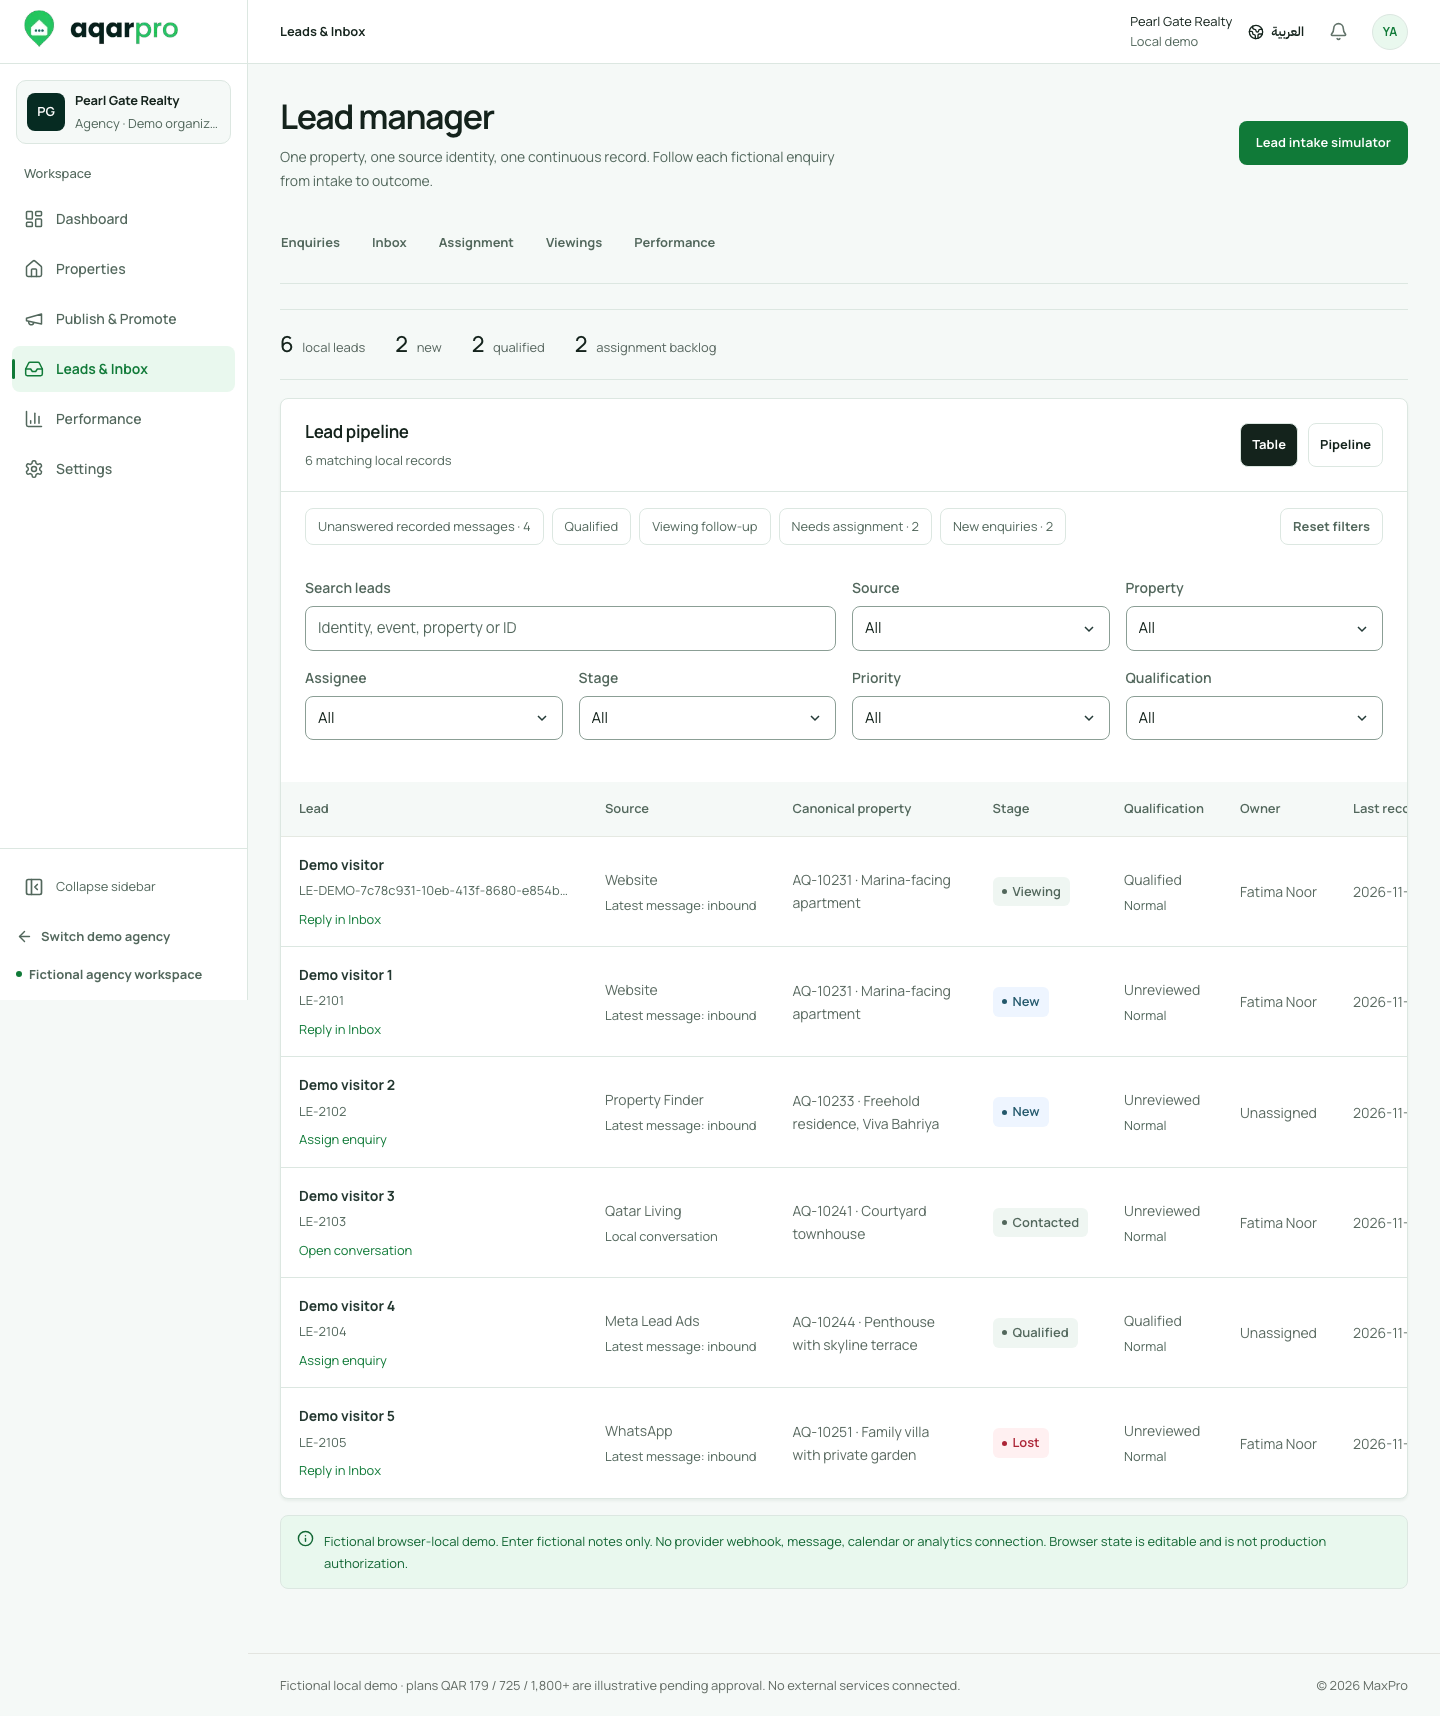 aqarpro
Leads & Inbox
Pearl Gate Realty
Local demo
العربية
YA
PG
Pearl Gate Realty
Agency · Demo organiz...
Workspace
Dashboard
Properties
Publish & Promote
Leads & Inbox
Performance
Settings
Collapse sidebar
Switch demo agency
Fictional agency workspace
Lead manager
One property, one source identity, one continuous record. Follow each fictional enquiry
from intake to outcome.
Lead intake simulator
Enquiries Inbox Assignment Viewings Performance
6 local leads 2 new 2 qualified 2 assignment backlog
Lead pipeline
6 matching local records
Table Pipeline
Unanswered recorded messages · 4 Qualified Viewing follow-up Needs assignment · 2 New enquiries · 2 Reset filters
Search leads Source Property
Identity, event, property or ID All All
Assignee Stage Priority Qualification
All All All All
Lead Source Canonical property Stage Qualification Owner Last reco
Demo visitor
LE-DEMO-7c78c931-10eb-413f-8680-e854b...
Reply in Inbox
Website
Latest message: inbound
AQ-10231 · Marina-facing
apartment
Viewing
Qualified
Normal
Fatima Noor
2026-11-
Demo visitor 1
LE-2101
Reply in Inbox
Website
Latest message: inbound
AQ-10231 · Marina-facing
apartment
New
Unreviewed
Normal
Fatima Noor
2026-11-
Demo visitor 2
LE-2102
Assign enquiry
Property Finder
Latest message: inbound
AQ-10233 · Freehold
residence, Viva Bahriya
New
Unreviewed
Normal
Unassigned
2026-11-
Demo visitor 3
LE-2103
Open conversation
Qatar Living
Local conversation
AQ-10241 · Courtyard
townhouse
Contacted
Unreviewed
Normal
Fatima Noor
2026-11-
Demo visitor 4
LE-2104
Assign enquiry
Meta Lead Ads
Latest message: inbound
AQ-10244 · Penthouse
with skyline terrace
Qualified
Qualified
Normal
Unassigned
2026-11-
Demo visitor 5
LE-2105
Reply in Inbox
WhatsApp
Latest message: inbound
AQ-10251 · Family villa
with private garden
Lost
Unreviewed
Normal
Fatima Noor
2026-11-
Fictional browser-local demo. Enter fictional notes only. No provider webhook, message, calendar or analytics connection. Browser state is editable and is not production
authorization.
Fictional local demo · plans QAR 179 / 725 / 1,800+ are illustrative pending approval. No external services connected.
© 2026 MaxPro